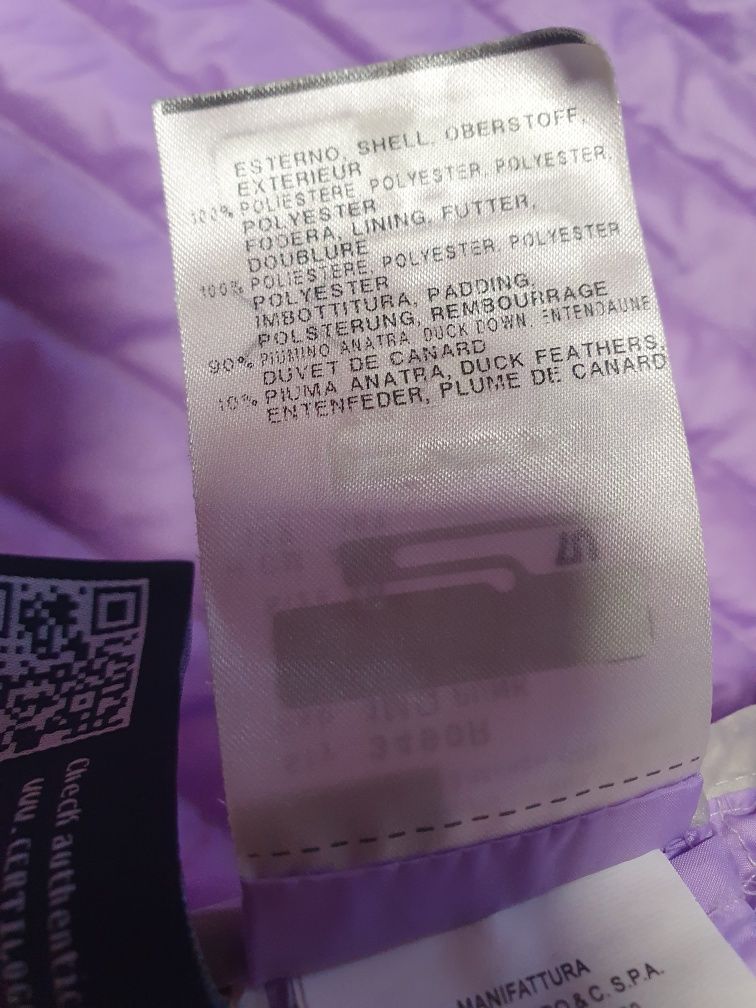 ESTERNO, SHELL, OBERSTOFF,
EXTERIEUR
100% POLIESTERE, POLYESTER, POLYESTER,
POLYESTER
FODERA, LINING, FUTTER,
DOUBLURE
100% POLIESTERE, POLYESTER, POLYESTER
POLYESTER
IMBOTTITURA, PADDING,
POLSTERUNG, REMBOURRAGE
90% PIUMINO ANATRA, DUCK DOWN, ENTENDAUNE
DUVET DE CANARD
10% PIUMA ANATRA, DUCK FEATHERS,
ENTENFEDER, PLUME DE CANARD
Check authentic
www.CERTILOG
MANIFATTURA
& C. S.P.A.